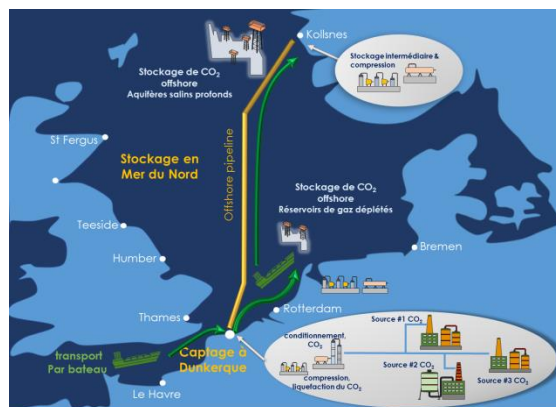 Kollsnes
Stockage de CO₂
offshore
Aquifères salins profonds
Stockage intermédiaire &
compression
St Fergus
Stockage en
Mer du Nord
Offshore pipeline
Stockage de CO₂
offshore
Réservoirs de gaz déplétés
Teeside
Humber
Bremen
Thames
Rotterdam
transport
Par bateau
Captage à
Dunkerque
Le Havre
conditionnement,
CO₂
compression,
liquefaction du CO₂
Source #1 CO₂
Source #2 CO₂
Source #3 CO₂